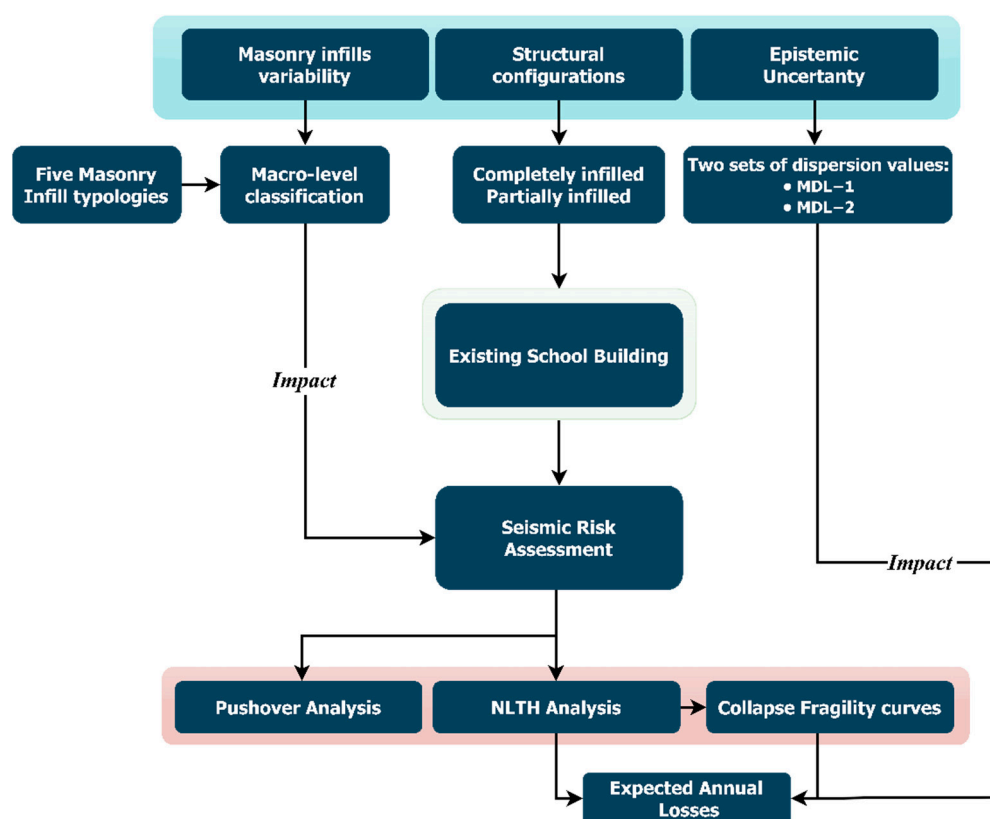 Masonry infills
variability
Structural
configurations
Epistemic
Uncertanty
Five Masonry
Infill typologies
Macro-level
classification
Completely infilled
Partially infilled
Two sets of dispersion values:
• MDL−1
• MDL−2
Existing School Building
Impact
Seismic Risk
Assessment
Impact
Pushover Analysis
NLTH Analysis
Collapse Fragility curves
Expected Annual
Losses